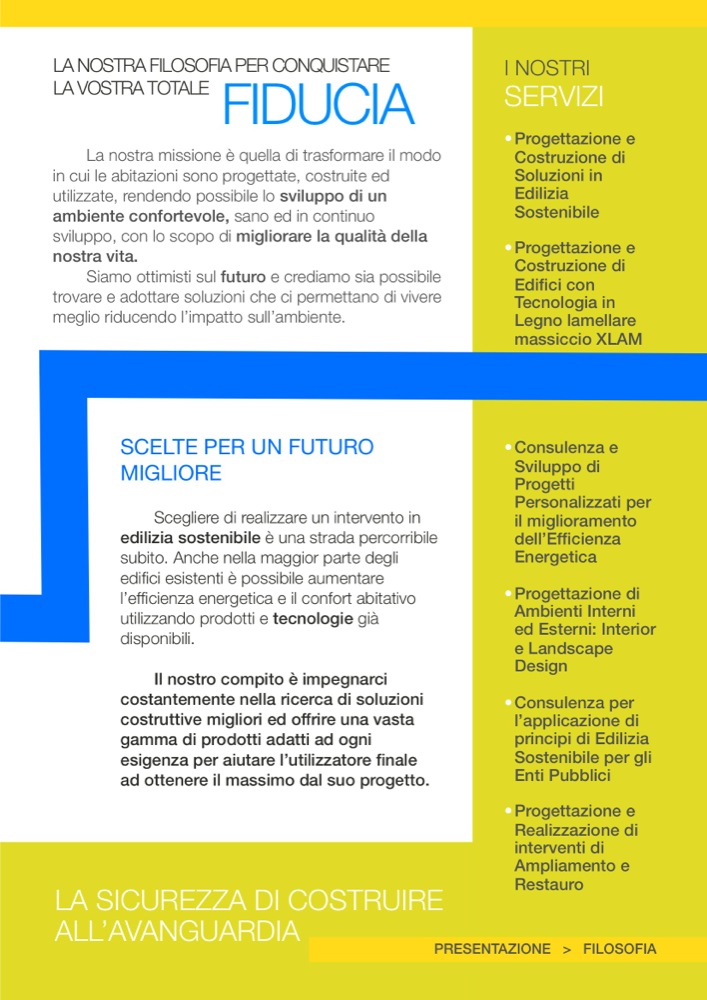 LA NOSTRA FILOSOFIA PER CONQUISTARE
LA VOSTRA TOTALE FIDUCIA
La nostra missione è quella di trasformare il modo
in cui le abitazioni sono progettate, costruite ed
utilizzate, rendendo possibile lo sviluppo di un
ambiente confortevole, sano ed in continuo
sviluppo, con lo scopo di migliorare la qualità della
nostra vita.
Siamo ottimisti sul futuro e crediamo sia possibile
trovare e adottare soluzioni che ci permettano di vivere
meglio riducendo l'impatto sull'ambiente.
SCELTE PER UN FUTURO
MIGLIORE
Scegliere di realizzare un intervento in
edilizia sostenibile è una strada percorribile
subito. Anche nella maggior parte degli
edifici esistenti è possibile aumentare
l'efficienza energetica e il confort abitativo
utilizzando prodotti e tecnologie già
disponibili.
Il nostro compito è impegnarci
costantemente nella ricerca di soluzioni
costruttive migliori ed offrire una vasta
gamma di prodotti adatti ad ogni
esigenza per aiutare l'utilizzatore finale
ad ottenere il massimo dal suo progetto.
I NOSTRI
SERVIZI
• Progettazione e
Costruzione di
Soluzioni in
Edilizia
Sostenibile
• Progettazione e
Costruzione di
Edifici con
Tecnologia in
Legno lamellare
massiccio XLAM
• Consulenza e
Sviluppo di
Progetti
Personalizzati per
il miglioramento
dell'Efficienza
Energetica
• Progettazione di
Ambienti Interni
ed Esterni: Interior
e Landscape
Design
• Consulenza per
l'applicazione di
principi di Edilizia
Sostenibile per gli
Enti Pubblici
• Progettazione e
Realizzazione di
interventi di
Ampliamento e
Restauro
LA SICUREZZA DI COSTRUIRE
ALL'AVANGUARDIA
PRESENTAZIONE > FILOSOFIA